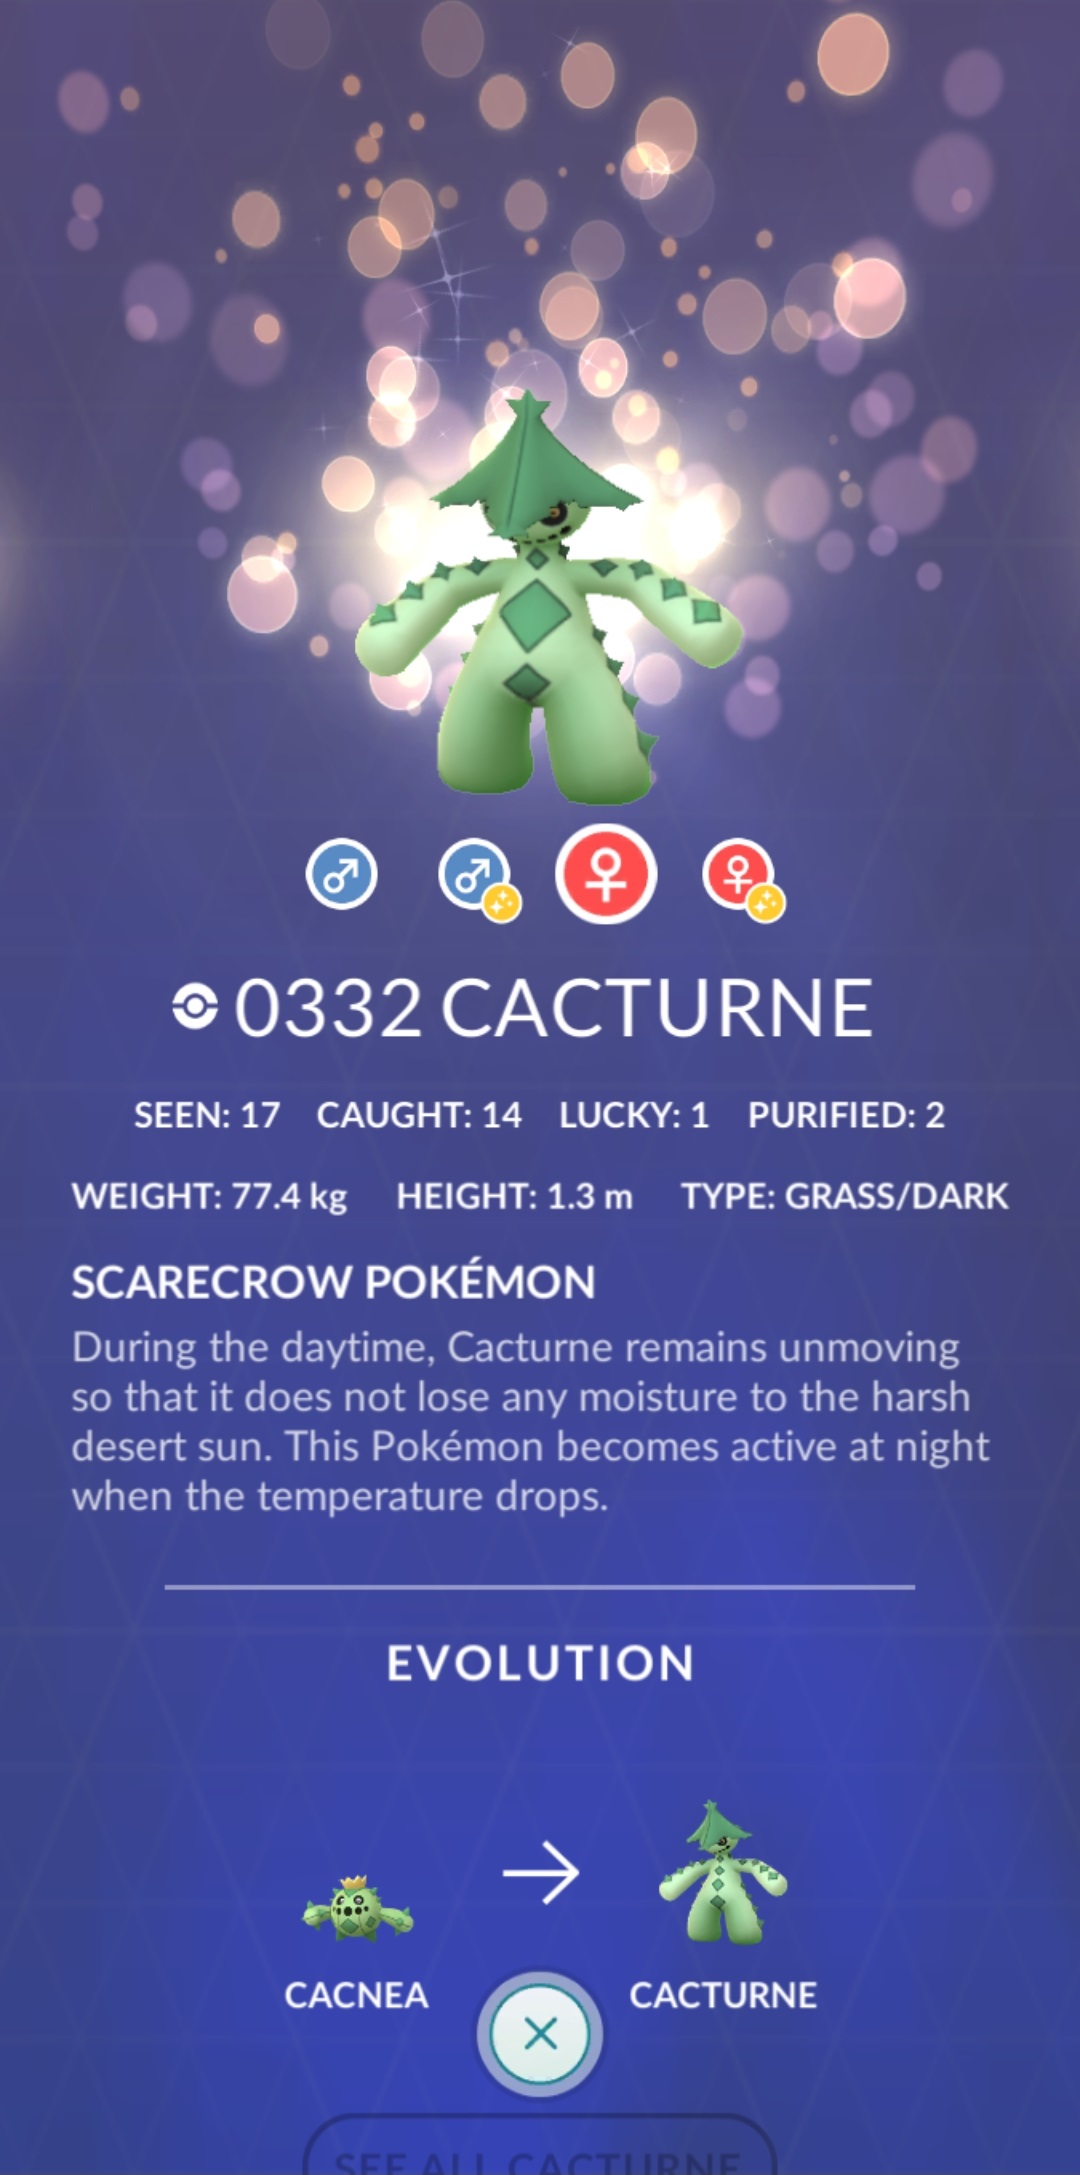 0332 CACTURNE
SEEN: 17 CAUGHT: 14 LUCKY: 1 PURIFIED: 2
WEIGHT: 77.4 kg HEIGHT: 1.3 m TYPE: GRASS/DARK
SCARECROW POKÉMON
During the daytime, Cacturne remains unmoving
so that it does not lose any moisture to the harsh
desert sun. This Pokémon becomes active at night
when the temperature drops.
EVOLUTION
CACNEA CACTURNE
SEE ALL CACTURNE